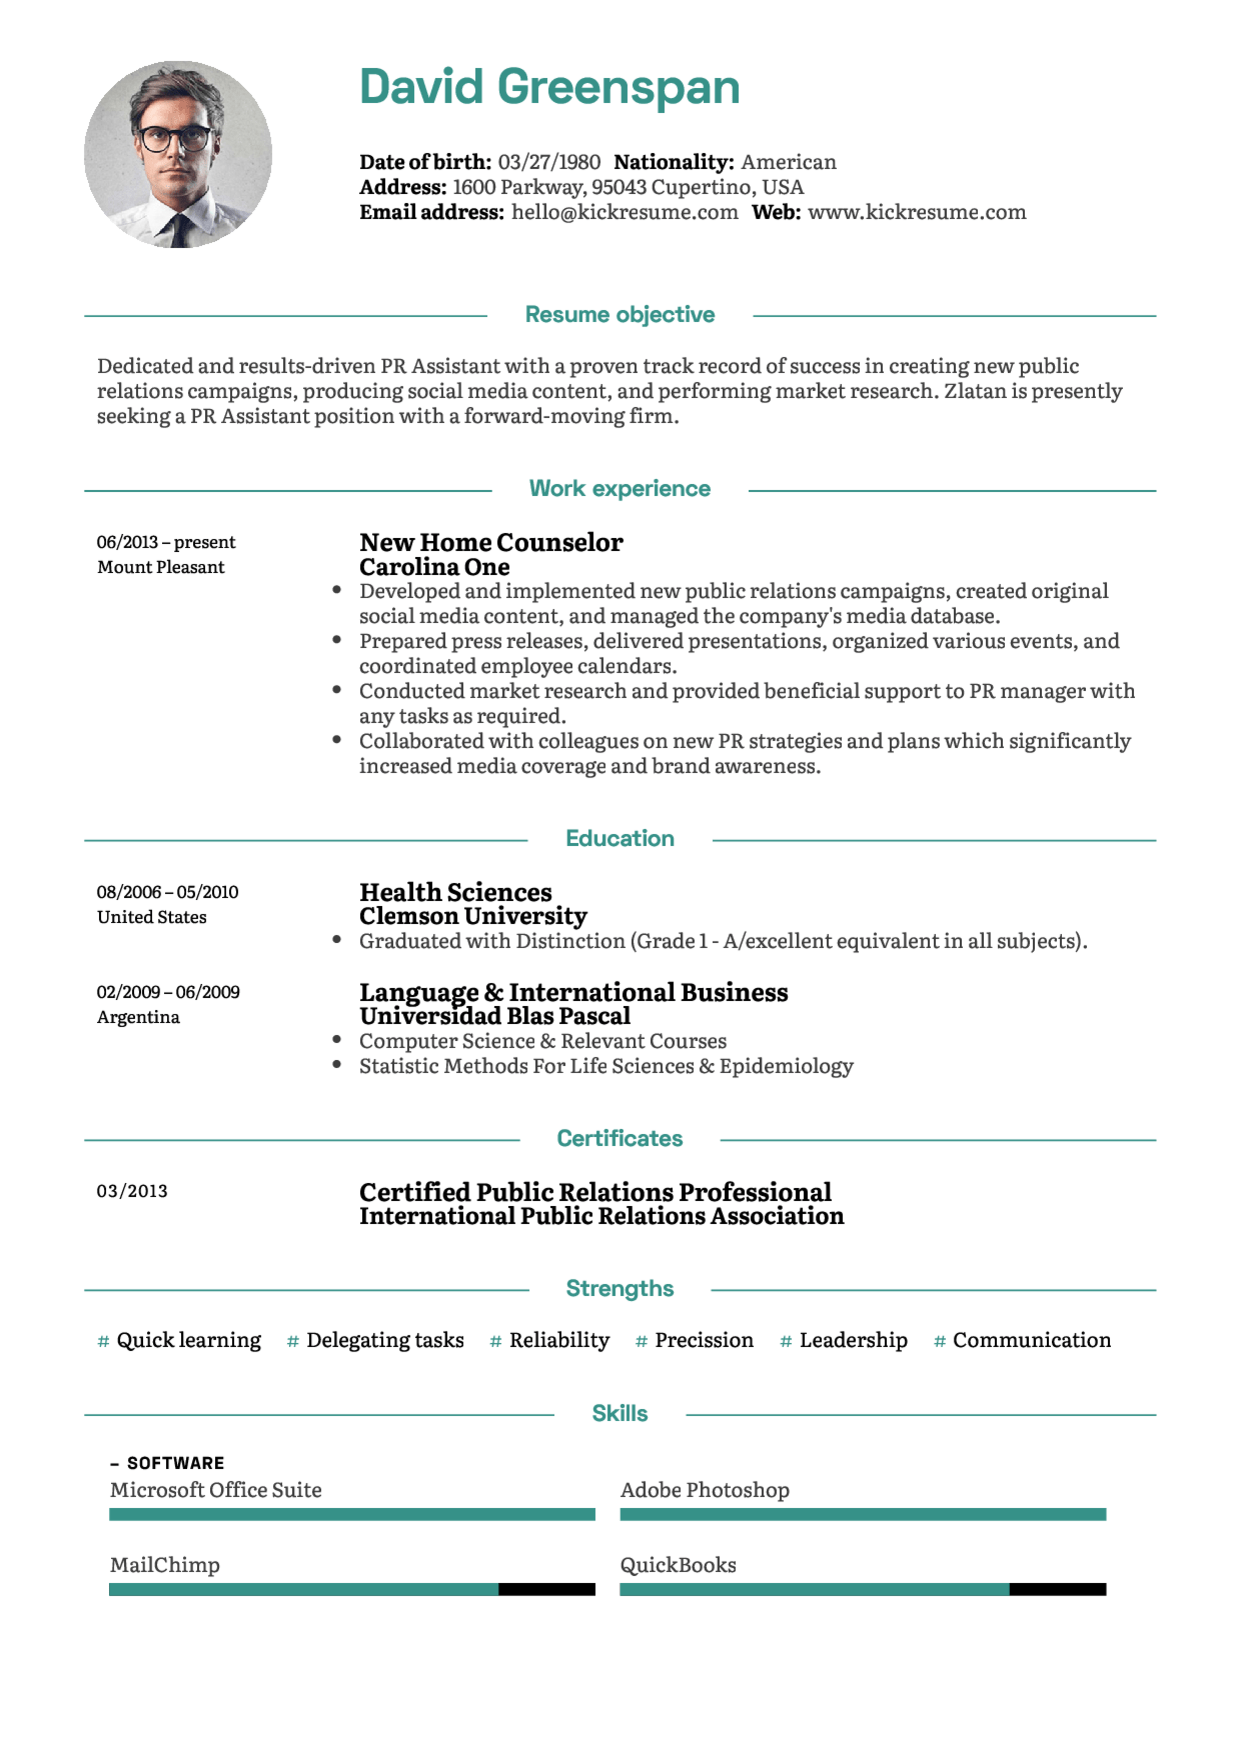 David Greenspan
Date of birth: 03/27/1980 Nationality: American
Address: 1600 Parkway, 95043 Cupertino, USA
Email address: hello@kickresume.com Web: www.kickresume.com
Resume objective
Dedicated and results-driven PR Assistant with a proven track record of success in creating new public
relations campaigns, producing social media content, and performing market research. Zlatan is presently
seeking a PR Assistant position with a forward-moving firm.
Work experience
06/2013 – present
Mount Pleasant
New Home Counselor
Carolina One
• Developed and implemented new public relations campaigns, created original
social media content, and managed the company's media database.
• Prepared press releases, delivered presentations, organized various events, and
coordinated employee calendars.
• Conducted market research and provided beneficial support to PR manager with
any tasks as required.
• Collaborated with colleagues on new PR strategies and plans which significantly
increased media coverage and brand awareness.
Education
08/2006 – 05/2010
United States
Health Sciences
Clemson University
• Graduated with Distinction (Grade 1 - A/excellent equivalent in all subjects).
02/2009 – 06/2009
Argentina
Language & International Business
Universidad Blas Pascal
• Computer Science & Relevant Courses
• Statistic Methods For Life Sciences & Epidemiology
Certificates
03/2013
Certified Public Relations Professional
International Public Relations Association
Strengths
# Quick learning # Delegating tasks # Reliability # Precission # Leadership # Communication
Skills
– SOFTWARE
Microsoft Office Suite
Adobe Photoshop
MailChimp
QuickBooks